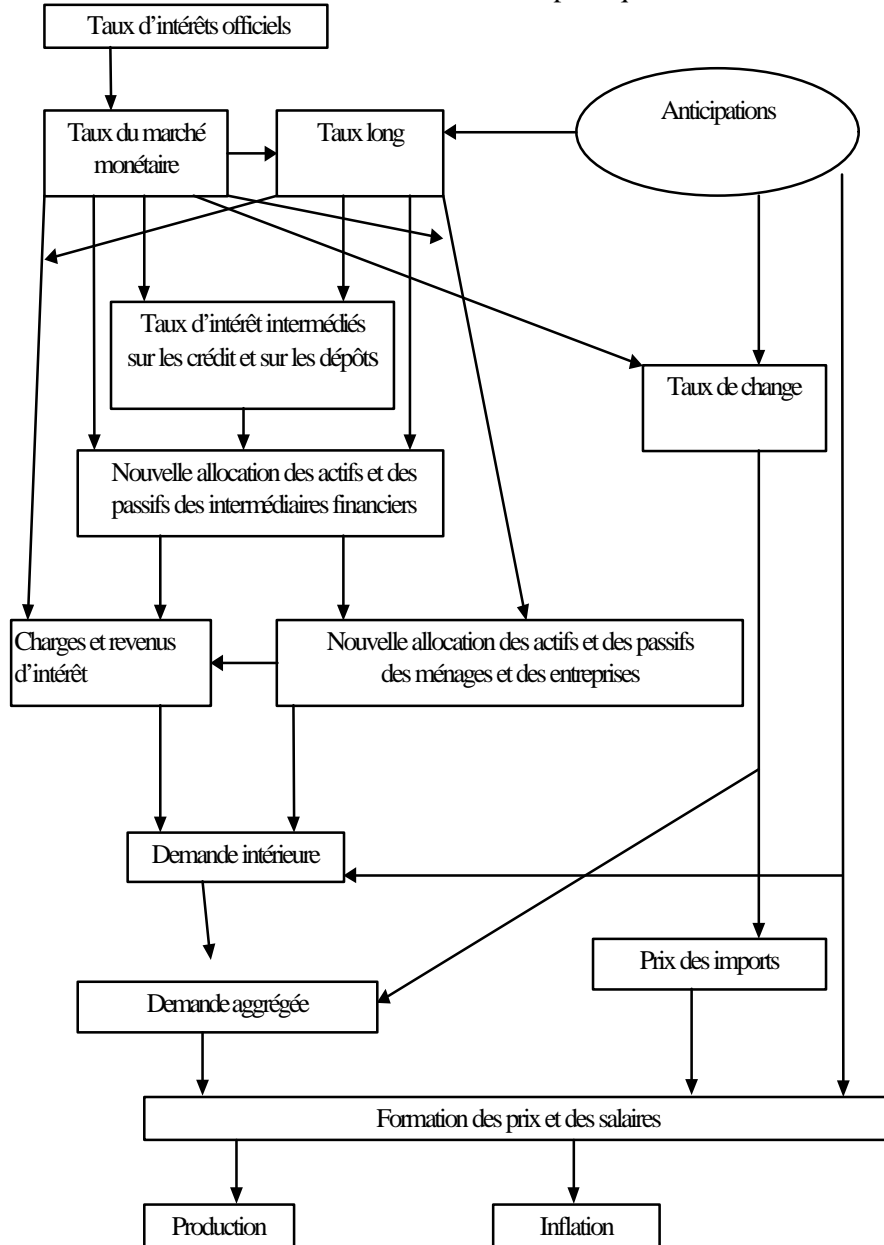 Taux d'intérêts officiels
Taux du marché
monétaire
Taux long
Anticipations
Taux d'intérêt intermédiés
sur les crédit et sur les dépôts
Taux de change
Nouvelle allocation des actifs et des
passifs des intermédiaires financiers
Charges et revenus
d'intérêt
Nouvelle allocation des actifs et des passifs
des ménages et des entreprises
Demande intérieure
Prix des imports
Demande aggrégée
Formation des prix et des salaires
Production
Inflation